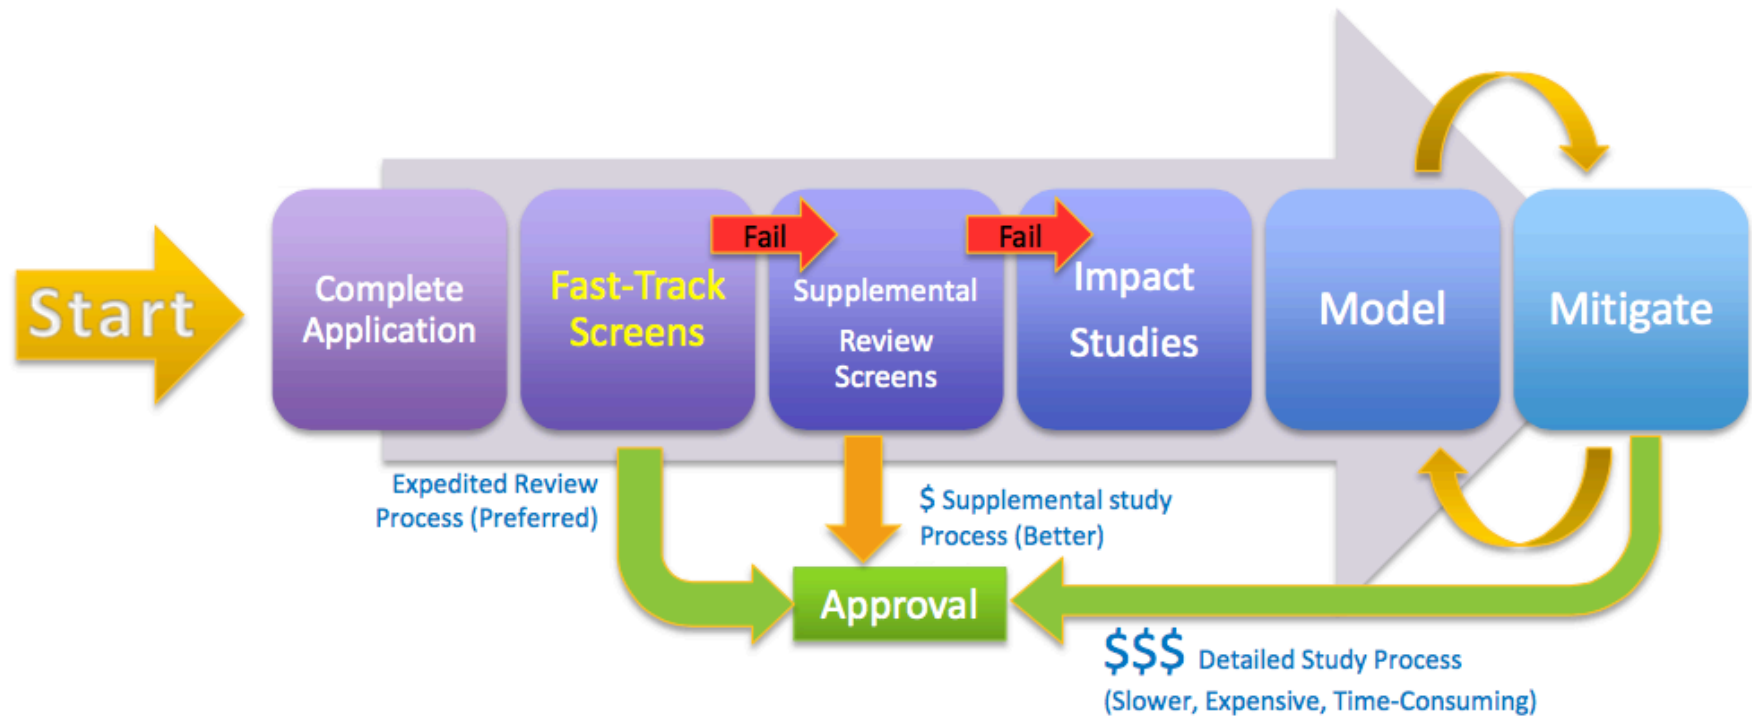 Start
Complete
Application
Fast-Track
Screens
Fail
Supplemental
Review
Screens
Fail
Impact
Studies
Model
Mitigate
Expedited Review
Process (Preferred)
$ Supplemental study
Process (Better)
Approval
$$$ Detailed Study Process
(Slower, Expensive, Time-Consuming)